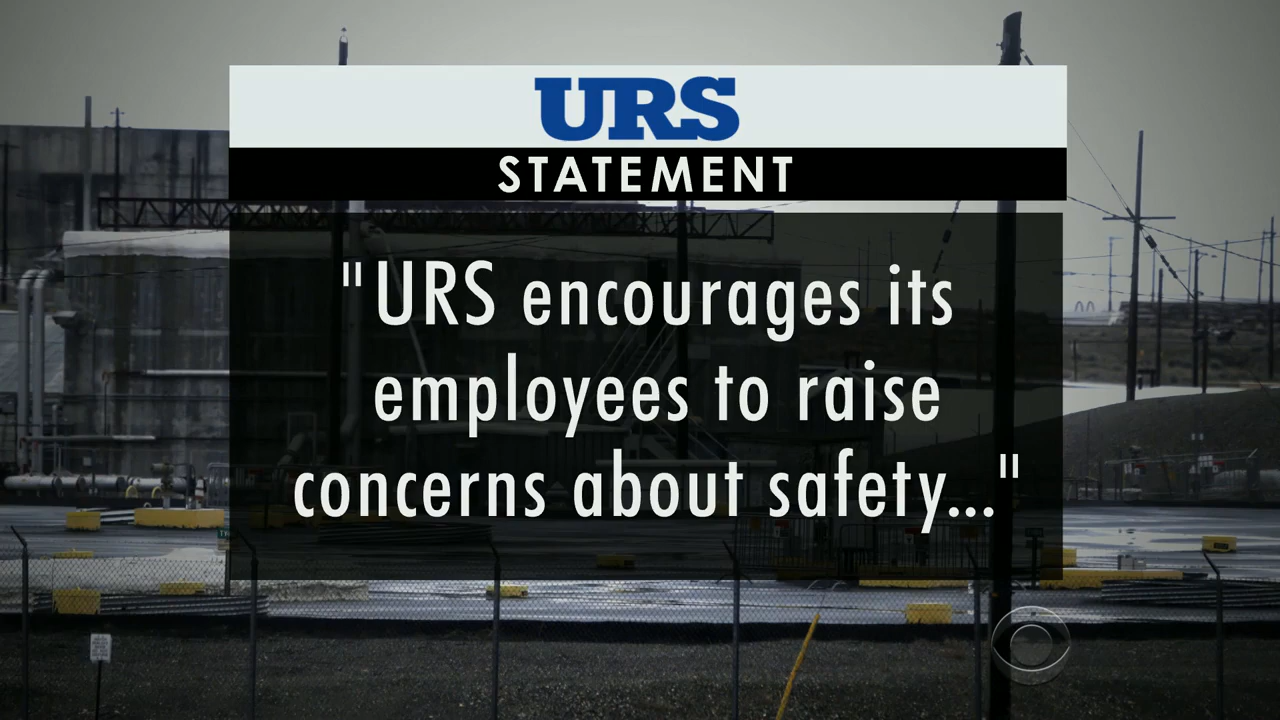 URS
STATEMENT
"URS encourages its
employees to raise
concerns about safety..."